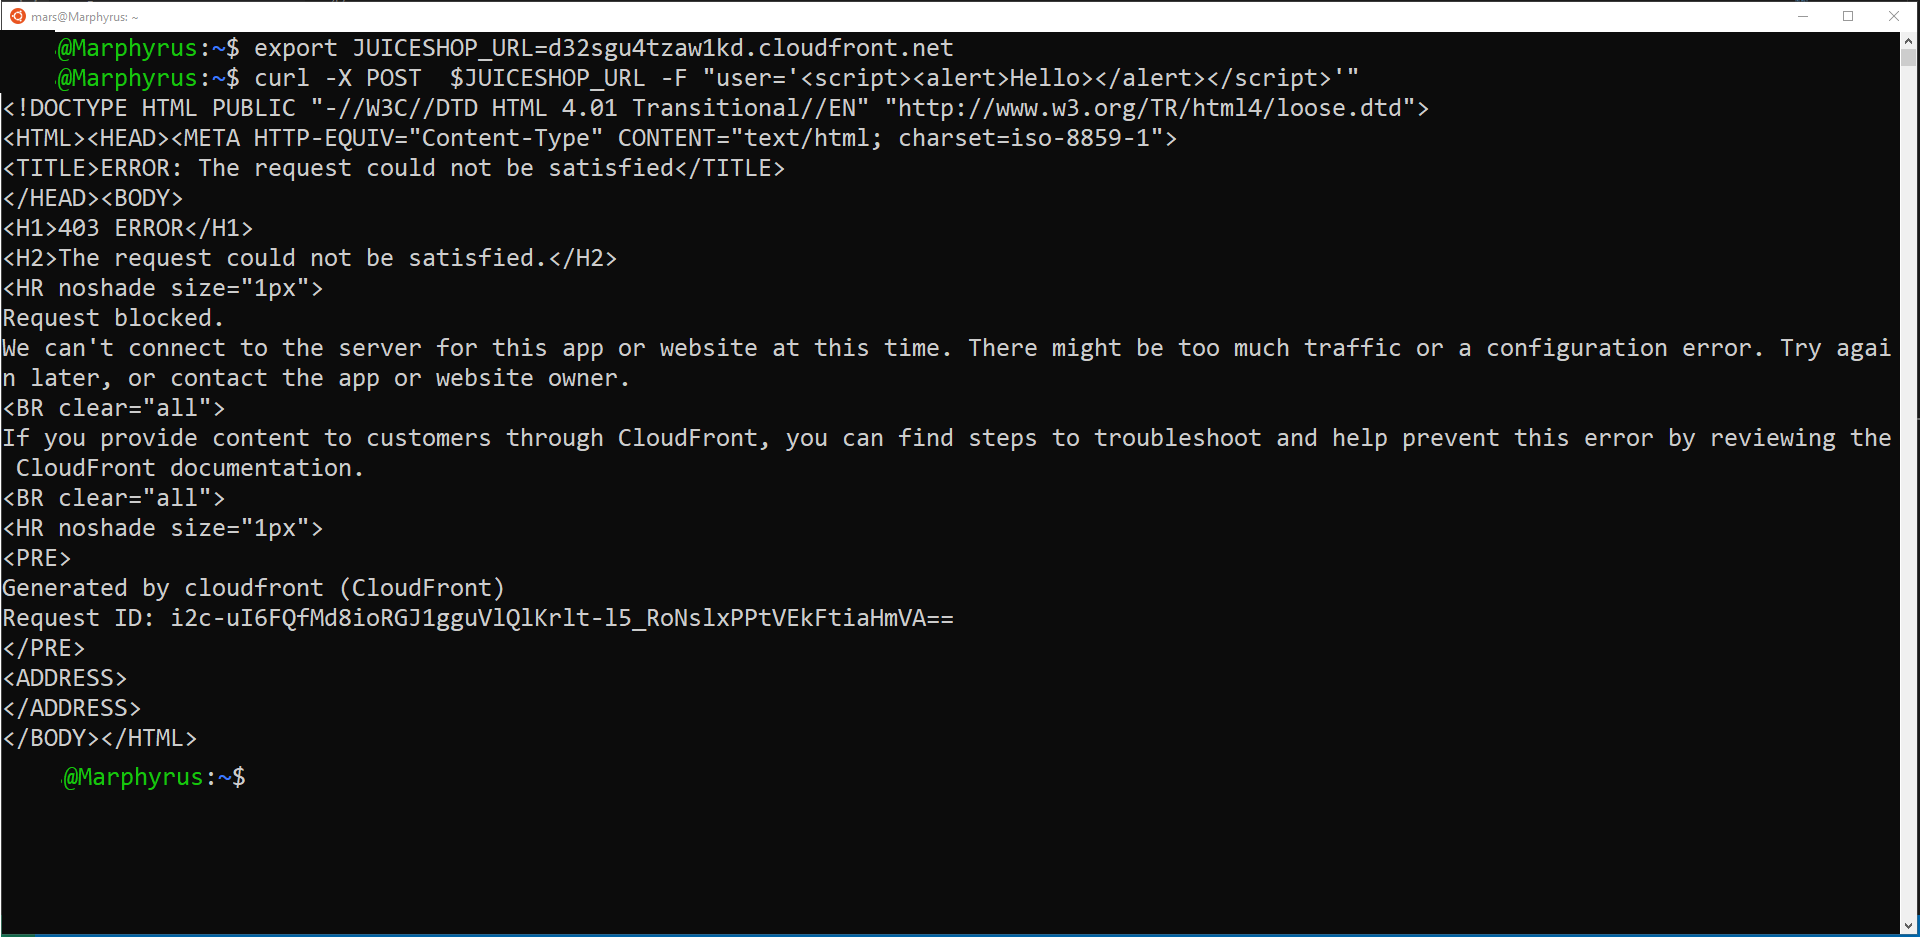 mars@Marphyrus: ~
@Marphyrus:~$ export JUICESHOP_URL=d32sgu4tzaw1kd.cloudfront.net
@Marphyrus:~$ curl -X POST  $JUICESHOP_URL -F "user='<script><alert>Hello></alert></script>'"
<!DOCTYPE HTML PUBLIC "-//W3C//DTD HTML 4.01 Transitional//EN" "http://www.w3.org/TR/html4/loose.dtd">
<HTML><HEAD><META HTTP-EQUIV="Content-Type" CONTENT="text/html; charset=iso-8859-1">
<TITLE>ERROR: The request could not be satisfied</TITLE>
</HEAD><BODY>
<H1>403 ERROR</H1>
<H2>The request could not be satisfied.</H2>
<HR noshade size="1px">
Request blocked.
We can't connect to the server for this app or website at this time. There might be too much traffic or a configuration error. Try agai
n later, or contact the app or website owner.
<BR clear="all">
If you provide content to customers through CloudFront, you can find steps to troubleshoot and help prevent this error by reviewing the
 CloudFront documentation.
<BR clear="all">
<HR noshade size="1px">
<PRE>
Generated by cloudfront (CloudFront)
Request ID: i2c-uI6FQfMd8ioRGJ1gguVlQlKrlt-l5_RoNslxPPtVEkFtiaHmVA==
</PRE>
<ADDRESS>
</ADDRESS>
</BODY></HTML>
@Marphyrus:~$